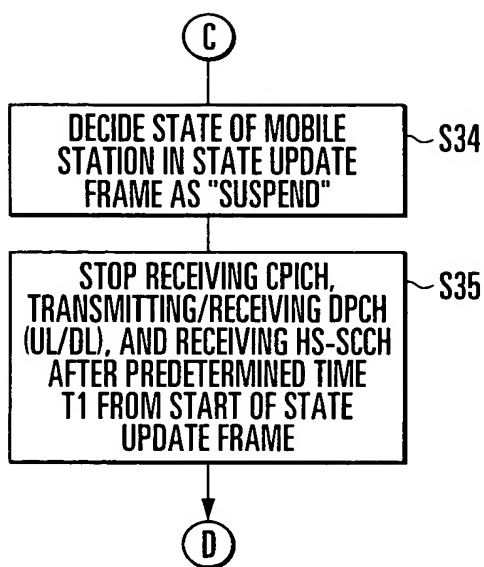 C
DECIDE STATE OF MOBILE
STATION IN STATE UPDATE
FRAME AS "SUSPEND"
S34
STOP RECEIVING CPICH,
TRANSMITTING/RECEIVING DPCH
(UL/DL), AND RECEIVING HS-SCCH
AFTER PREDETERMINED TIME
T1 FROM START OF STATE
UPDATE FRAME
S35
D